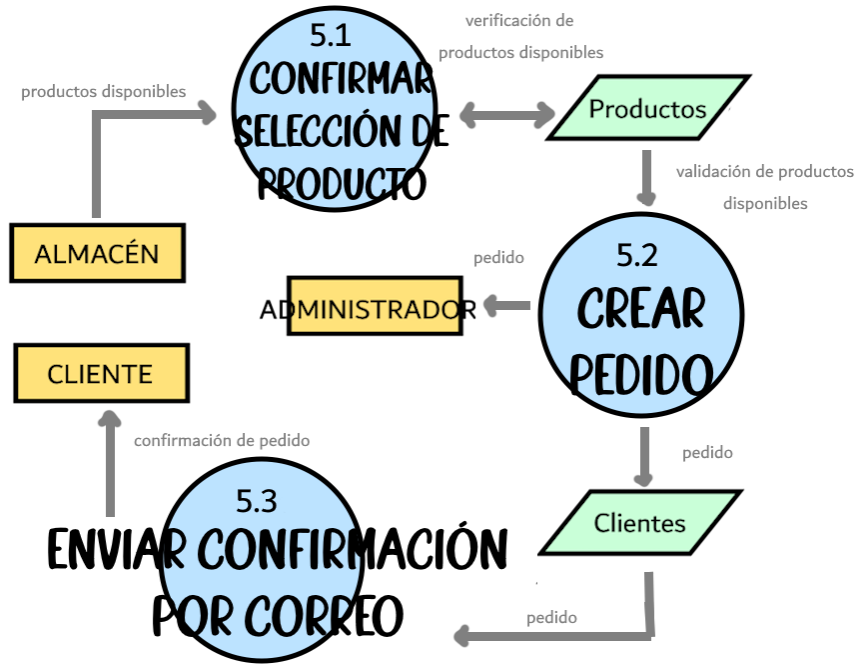 5.1
CONFIRMAR
SELECCIÓN DE
PRODUCTO
verificación de
productos disponibles
productos disponibles
Productos
validación de productos
disponibles
ALMACÉN
5.2
CREAR
PEDIDO
pedido
ADMINISTRADOR
CLIENTE
confirmación de pedido
pedido
5.3
ENVIAR CONFIRMACIÓN
POR CORREO
Clientes
pedido